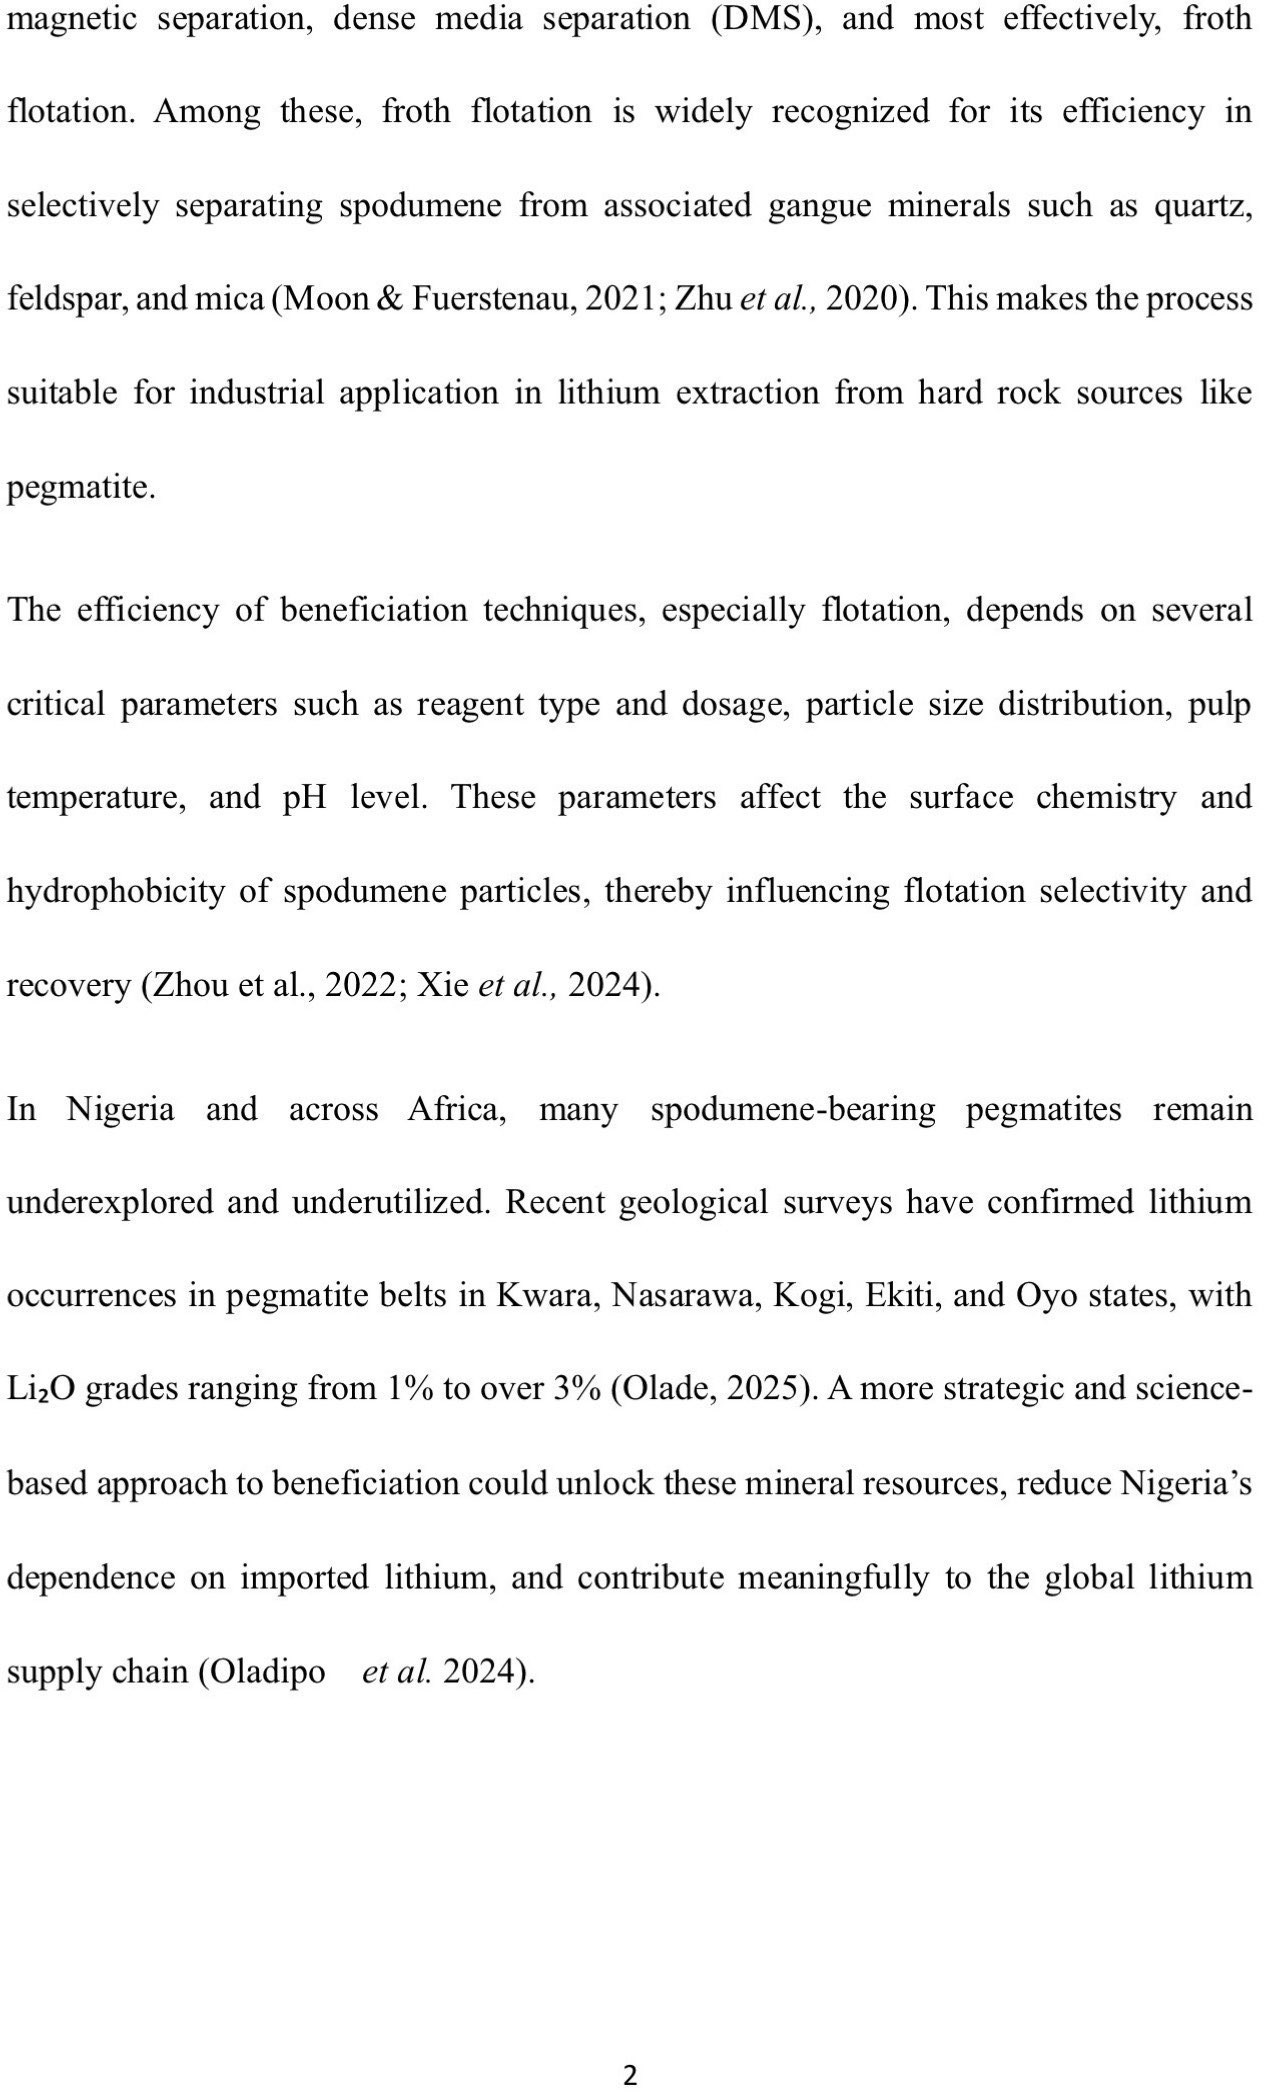 magnetic separation, dense media separation (DMS), and most effectively, froth
flotation. Among these, froth flotation is widely recognized for its efficiency in
selectively separating spodumene from associated gangue minerals such as quartz,
feldspar, and mica (Moon & Fuerstenau, 2021; Zhu et al., 2020). This makes the process
suitable for industrial application in lithium extraction from hard rock sources like
pegmatite.
The efficiency of beneficiation techniques, especially flotation, depends on several
critical parameters such as reagent type and dosage, particle size distribution, pulp
temperature, and pH level. These parameters affect the surface chemistry and
hydrophobicity of spodumene particles, thereby influencing flotation selectivity and
recovery (Zhou et al., 2022; Xie et al., 2024).
In Nigeria and across Africa, many spodumene-bearing pegmatites remain
underexplored and underutilized. Recent geological surveys have confirmed lithium
occurrences in pegmatite belts in Kwara, Nasarawa, Kogi, Ekiti, and Oyo states, with
Li₂O grades ranging from 1% to over 3% (Olade, 2025). A more strategic and science-
based approach to beneficiation could unlock these mineral resources, reduce Nigeria’s
dependence on imported lithium, and contribute meaningfully to the global lithium
supply chain (Oladipo et al. 2024).
2